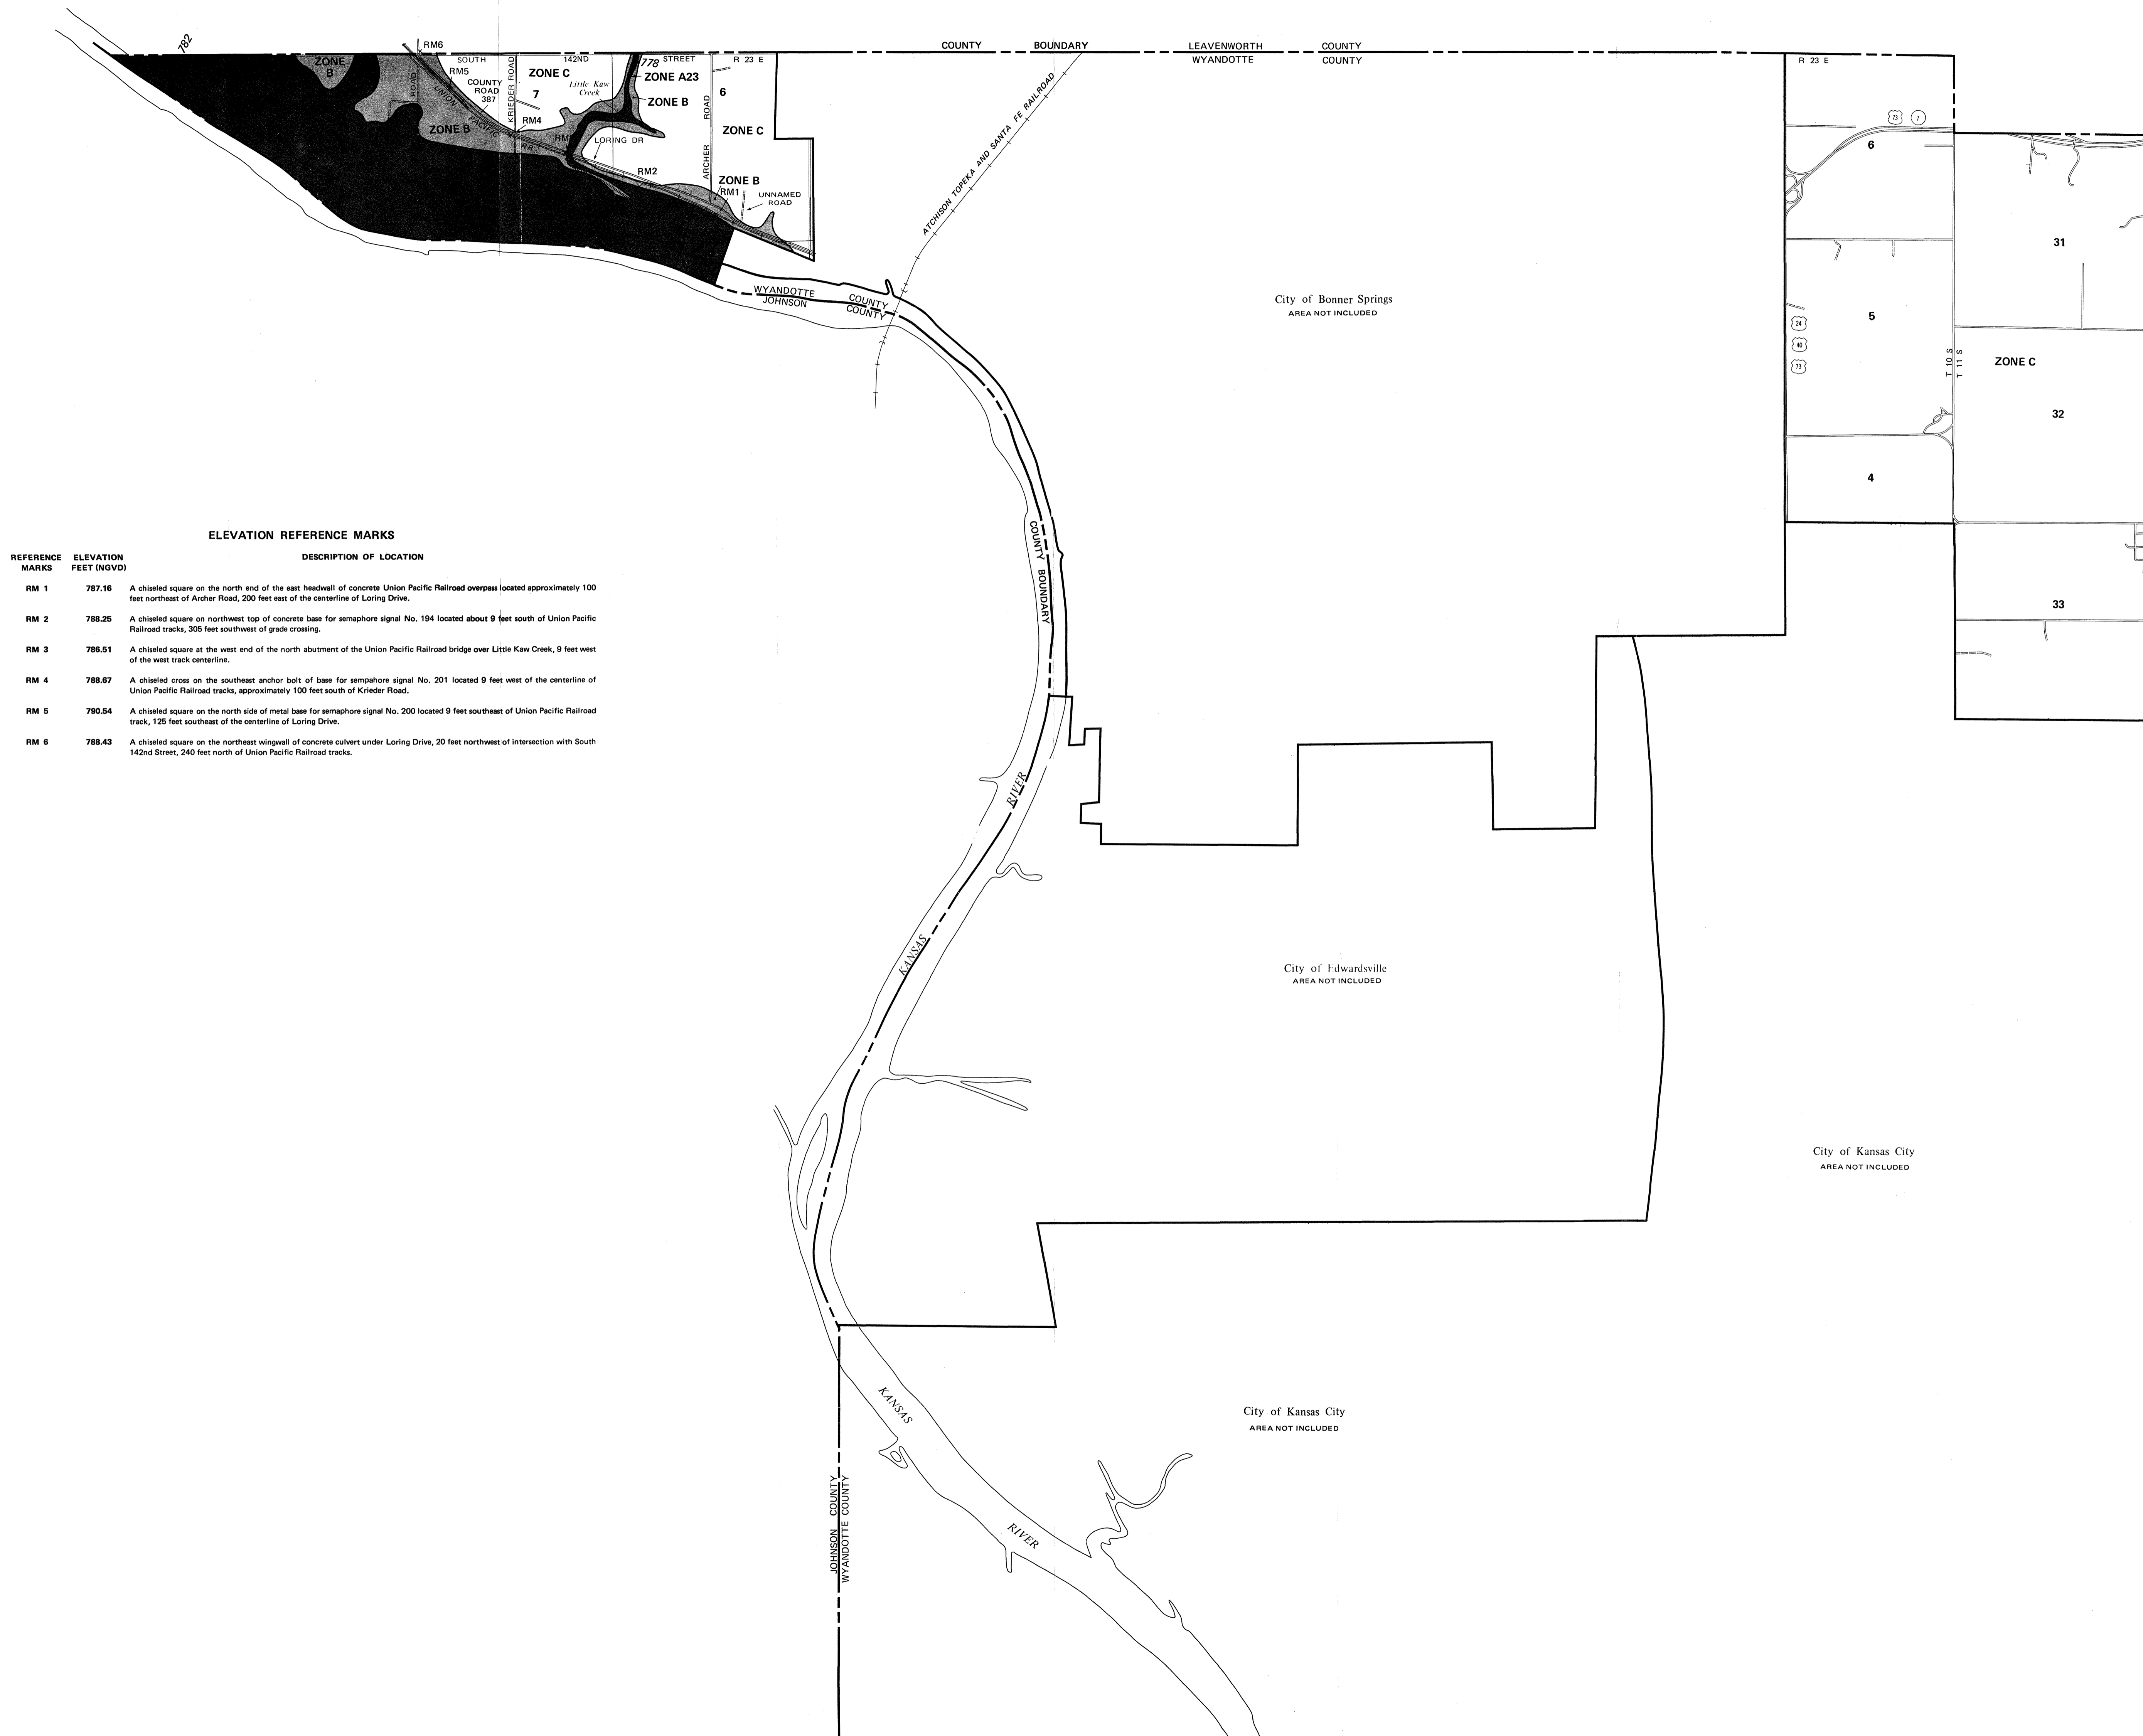 782
COUNTY BOUNDARY
LEAVENWORTH COUNTY
WYANDOTTE COUNTY
RM6
SOUTH 142ND STREET
R 23 E
R 23 E
ZONE
B
RM5
ROAD
COUNTY
ROAD
387
KRIEDER ROAD
ZONE C
7
Little Kaw
Creek
778
ZONE A23
ZONE B
6
ARCHER ROAD
ZONE C
UNION PACIFIC RR
RM4
ZONE B
LORING DR
RM2
ZONE B
RM1
UNNAMED
ROAD
ATCHISON TOPEKA AND SANTA FE RAILROAD
73
7
6
31
WYANDOTTE COUNTY
JOHNSON COUNTY
City of Bonner Springs
AREA NOT INCLUDED
5
24
40
73
T 10 S
T 11 S
ZONE C
32
4
33
COUNTY BOUNDARY
ELEVATION REFERENCE MARKS
REFERENCE ELEVATION DESCRIPTION OF LOCATION
MARKS FEET (NGVD)
RM 1 787.16 A chiseled square on the north end of the east headwall of concrete Union Pacific Railroad overpass located approximately 100
feet northeast of Archer Road, 200 feet east of the centerline of Loring Drive.
RM 2 788.25 A chiseled square on northwest top of concrete base for semaphore signal No. 194 located about 9 feet south of Union Pacific
Railroad tracks, 305 feet southwest of grade crossing.
RM 3 786.51 A chiseled square at the west end of the north abutment of the Union Pacific Railroad bridge over Little Kaw Creek, 9 feet west
of the west track centerline.
RM 4 788.67 A chiseled cross on the southeast anchor bolt of base for sempahore signal No. 201 located 9 feet west of the centerline of
Union Pacific Railroad tracks, approximately 100 feet south of Krieder Road.
RM 5 790.54 A chiseled square on the north side of metal base for semaphore signal No. 200 located 9 feet southeast of Union Pacific Railroad
track, 125 feet southeast of the centerline of Loring Drive.
RM 6 788.43 A chiseled square on the northeast wingwall of concrete culvert under Loring Drive, 20 feet northwest of intersection with South
142nd Street, 240 feet north of Union Pacific Railroad tracks.
KANSAS RIVER
City of Edwardsville
AREA NOT INCLUDED
City of Kansas City
AREA NOT INCLUDED
KANSAS RIVER
City of Kansas City
AREA NOT INCLUDED
JOHNSON COUNTY
WYANDOTTE COUNTY